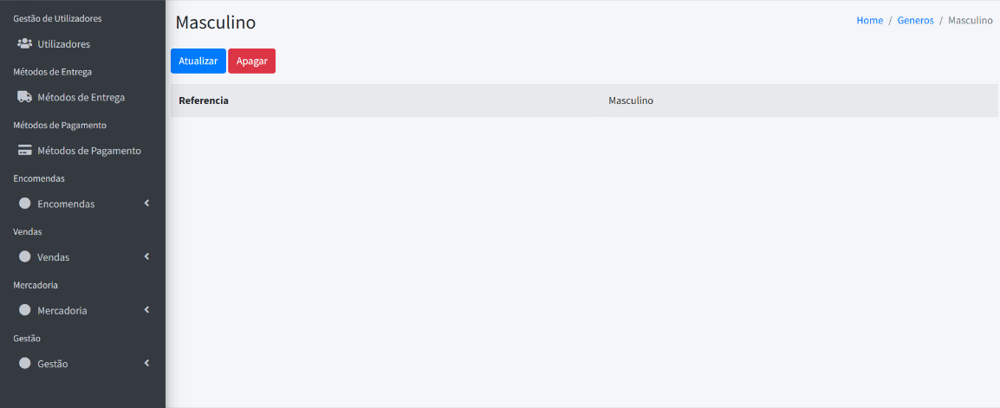 Gestão de Utilizadores
Utilizadores
Métodos de Entrega
Métodos de Entrega
Métodos de Pagamento
Métodos de Pagamento
Encomendas
Encomendas
Vendas
Vendas
Mercadoria
Mercadoria
Gestão
Gestão
Masculino
Home / Generos / Masculino
Atualizar Apagar
Referencia Masculino